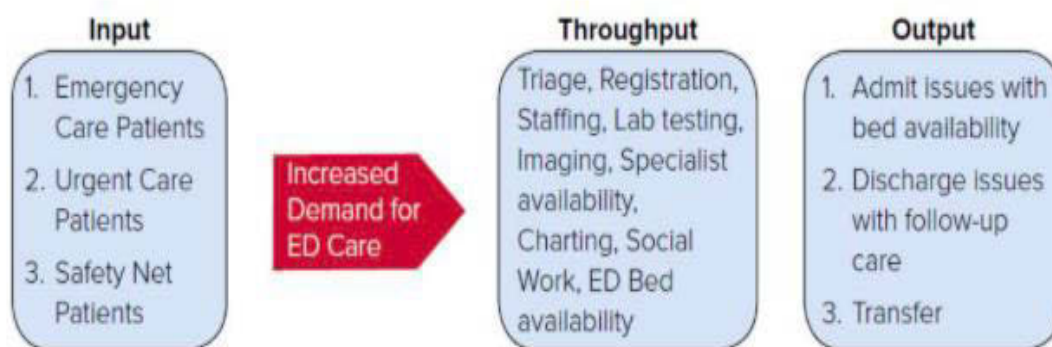 Input
1. Emergency
Care Patients
2. Urgent Care
Patients
3. Safety Net
Patients
Increased
Demand for
ED Care
Throughput
Triage, Registration,
Staffing, Lab testing,
Imaging, Specialist
availability,
Charting, Social
Work, ED Bed
availability
Output
1. Admit issues with
bed availability
2. Discharge issues
with follow-up
care
3. Transfer